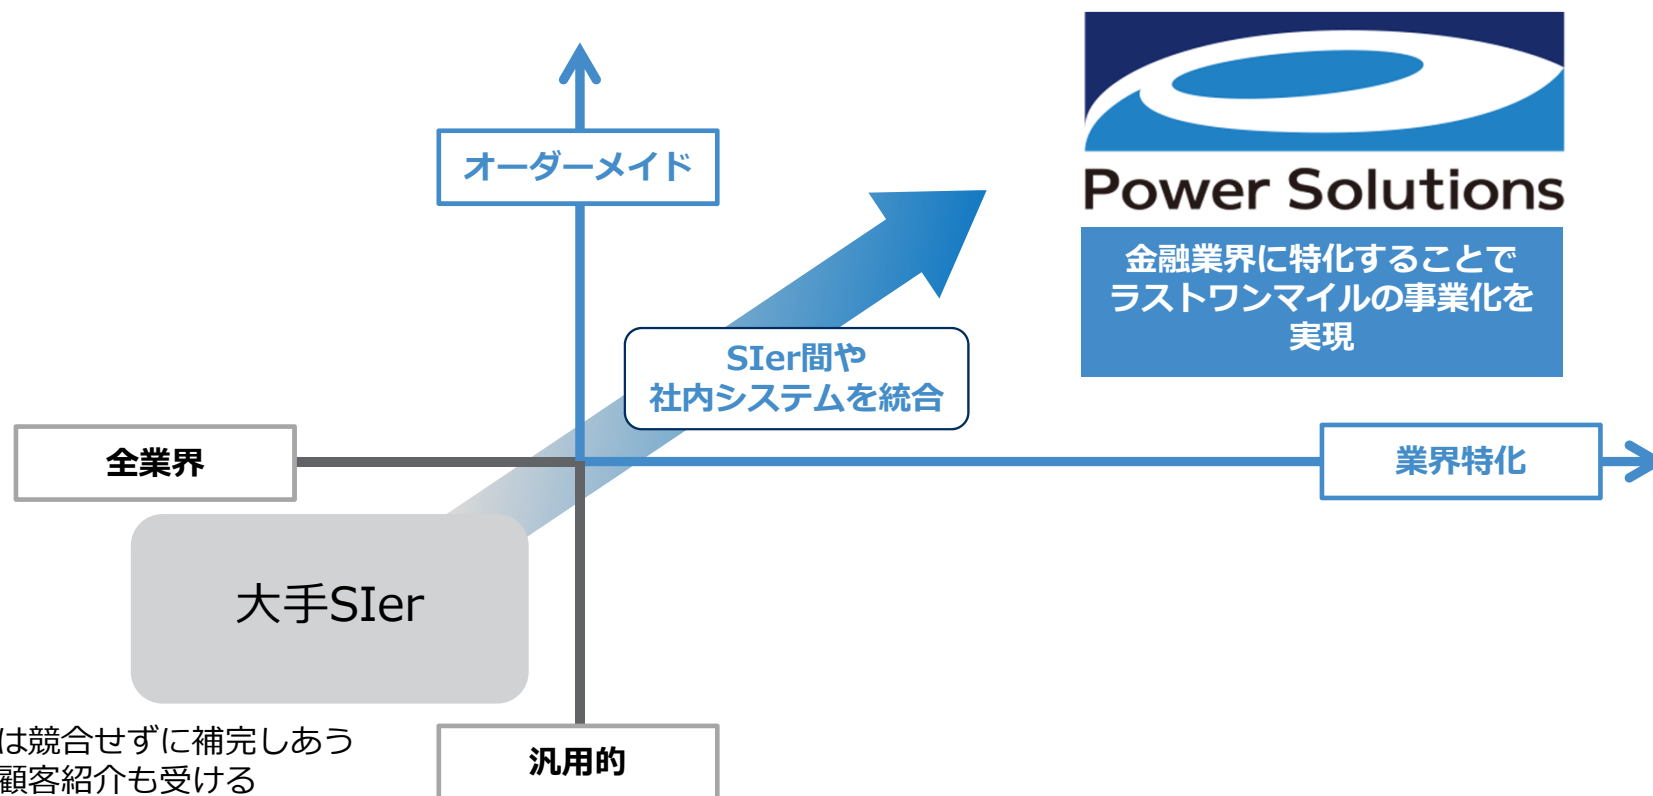 オーダーメイド
Power Solutions
金融業界に特化することで
ラストワンマイルの事業化を
実現
SIer間や
社内システムを統合
全業界
業界特化
大手SIer
は競合せずに補完しあう
顧客紹介も受ける
汎用的